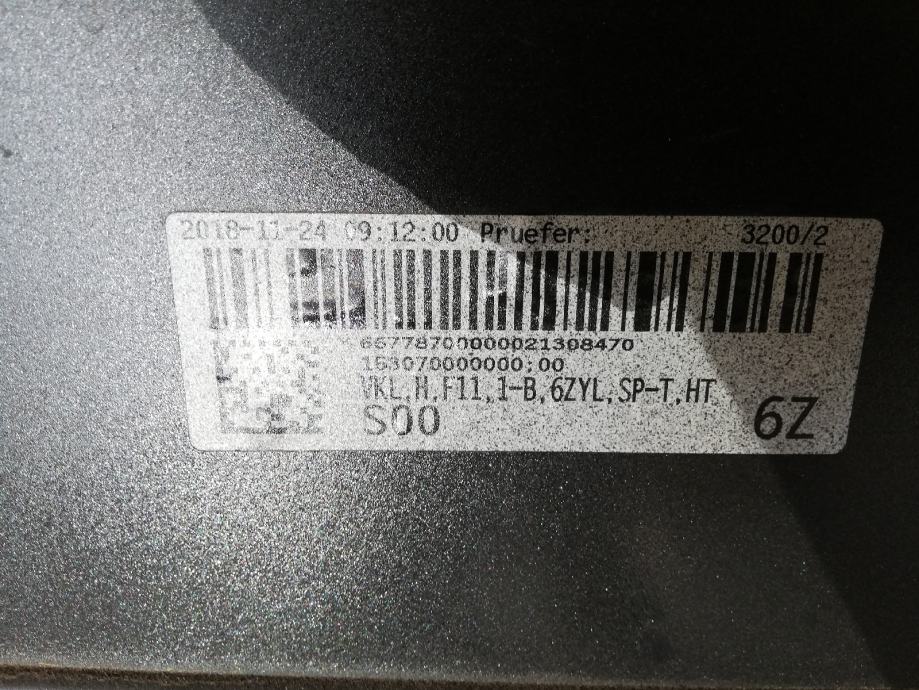 2018-11-24 09:12:00 Pruefer: 3200/2
667787000000021308470
153070000000;00
VKL,H,F11,1-B,6ZYL,SP-T,HT
S00
6Z